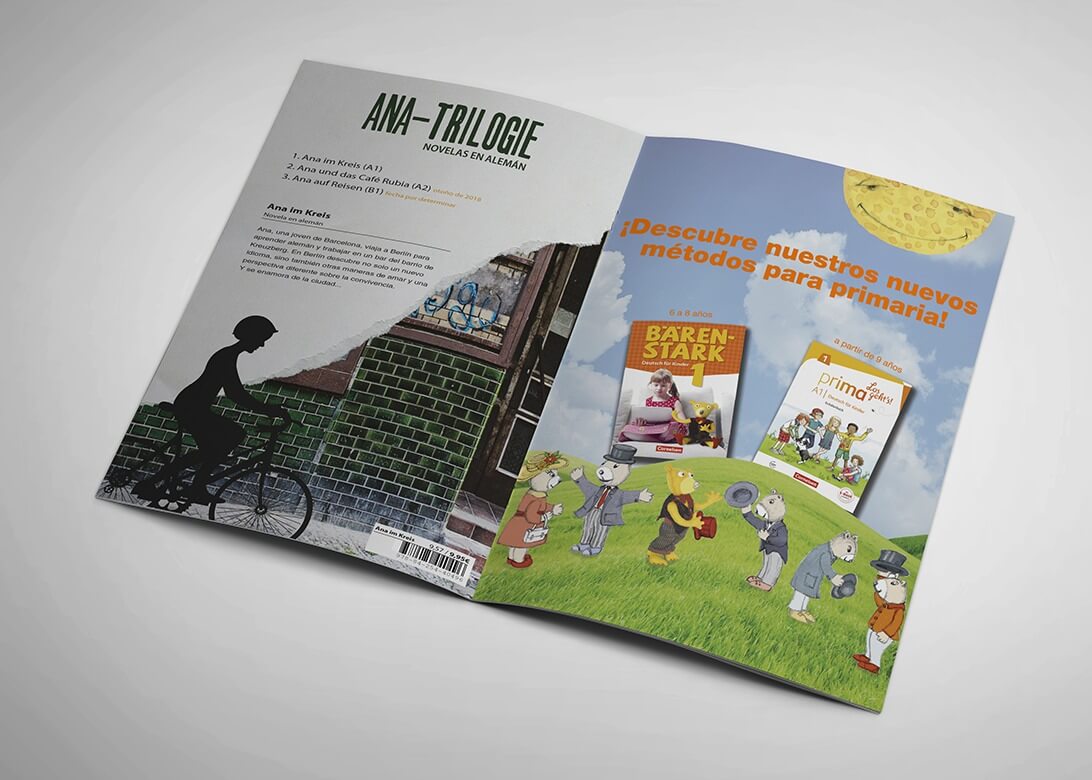 ANA-TRILOGIE
NOVELAS EN ALEMÁN
1. Ana im Kreis (A1)
2. Ana und das Café Rubia (A2) otoño de 2018
3. Ana auf Reisen (B1) fecha por determinar
Ana im Kreis
Novela en alemán
Ana, una joven de Barcelona, viaja a Berlín para
aprender alemán y trabajar en un bar del barrio de
Kreuzberg. En Berlín descubre no solo un nuevo
idioma, sino también otras maneras de amar y una
perspectiva diferente sobre la convivencia.
Y se enamora de la ciudad...
Ana im Kreis
9,57 / 9,95€
¡Descubre nuestros nuevos
métodos para primaria!
6 a 8 años
BÄREN-
STARK
Deutsch für Kinder
1
Cornelsen
a partir de 9 años
1
prima
Los geht's!
A1 Deutsch für Kinder
Cornelsen